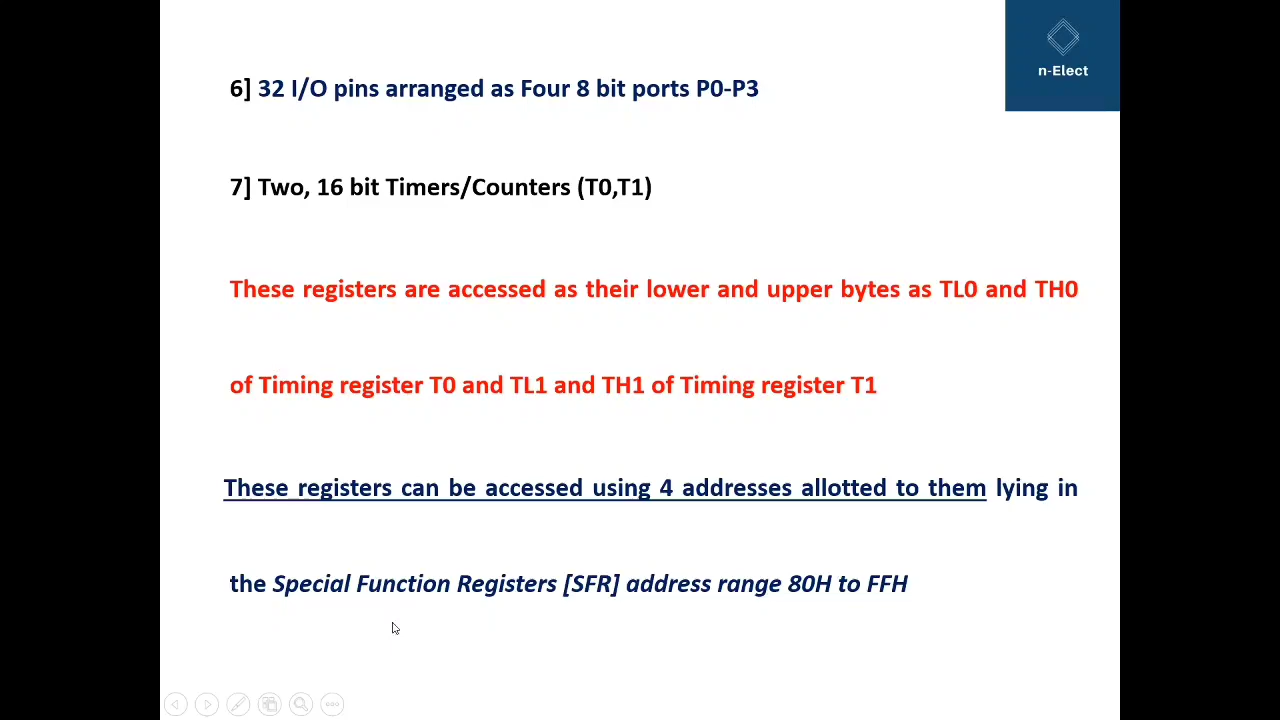 n-Elect
6] 32 I/O pins arranged as Four 8 bit ports P0-P3
7] Two, 16 bit Timers/Counters (T0,T1)
These registers are accessed as their lower and upper bytes as TL0 and TH0
of Timing register T0 and TL1 and TH1 of Timing register T1
These registers can be accessed using 4 addresses allotted to them lying in
the Special Function Registers [SFR] address range 80H to FFH